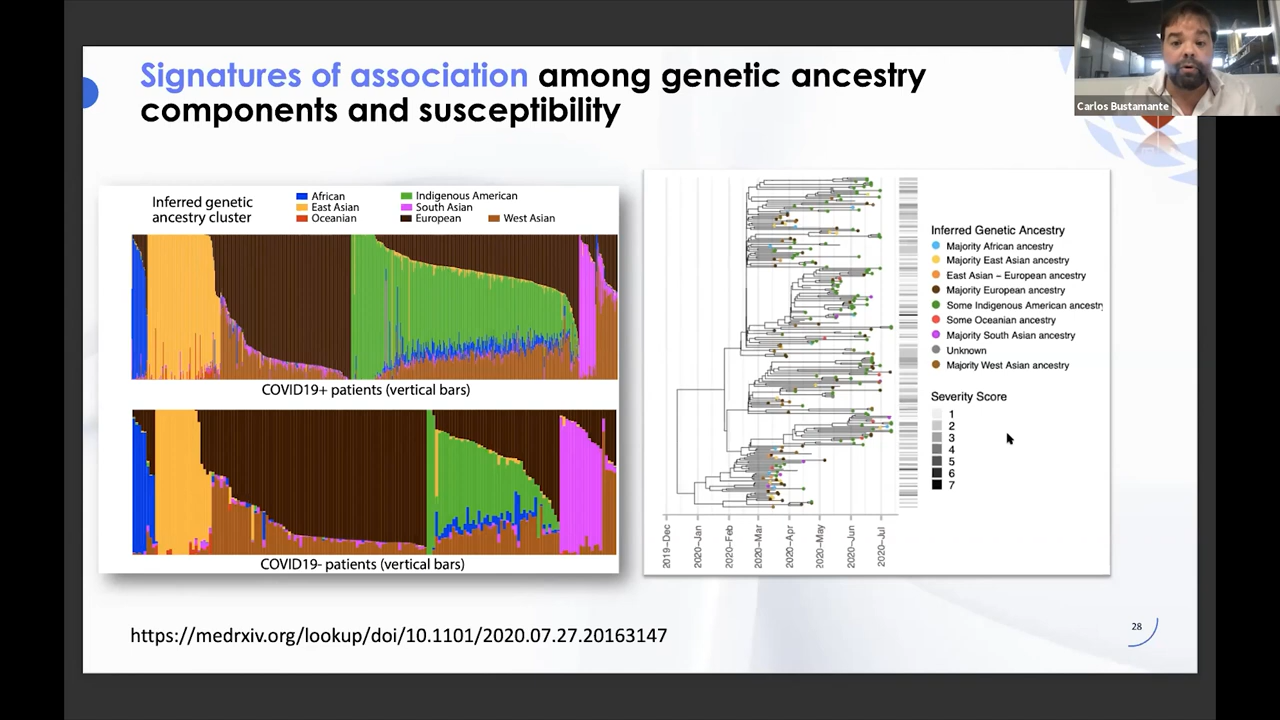 Signatures of association among genetic ancestry
components and susceptibility
Carlos Bustamante
Inferred genetic
ancestry cluster
African
East Asian
Oceanian
Indigenous American
South Asian
European
West Asian
COVID19+ patients (vertical bars)
COVID19- patients (vertical bars)
2019-Dec
2020-Jan
2020-Feb
2020-Mar
2020-Apr
2020-May
2020-Jun
2020-Jul
Inferred Genetic Ancestry
Majority African ancestry
Majority East Asian ancestry
East Asian – European ancestry
Majority European ancestry
Some Indigenous American ancestry
Some Oceanian ancestry
Majority South Asian ancestry
Unknown
Majority West Asian ancestry
Severity Score
1
2
3
4
5
6
7
https://medrxiv.org/lookup/doi/10.1101/2020.07.27.20163147
28